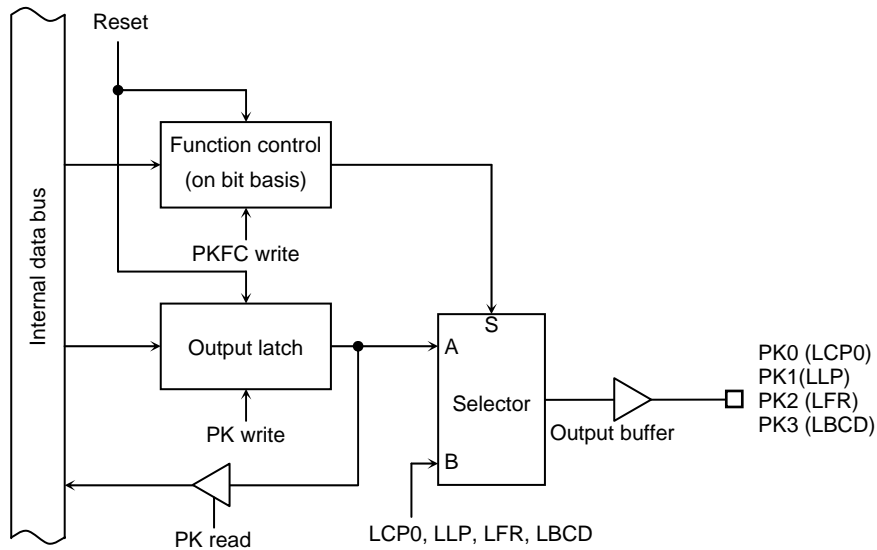 Reset
Function control
(on bit basis)
PKFC write
Internal data bus
Output latch
PK write
PK read
S
A
B
Selector
Output buffer
LCP0, LLP, LFR, LBCD
PK0 (LCP0)
PK1(LLP)
PK2 (LFR)
PK3 (LBCD)